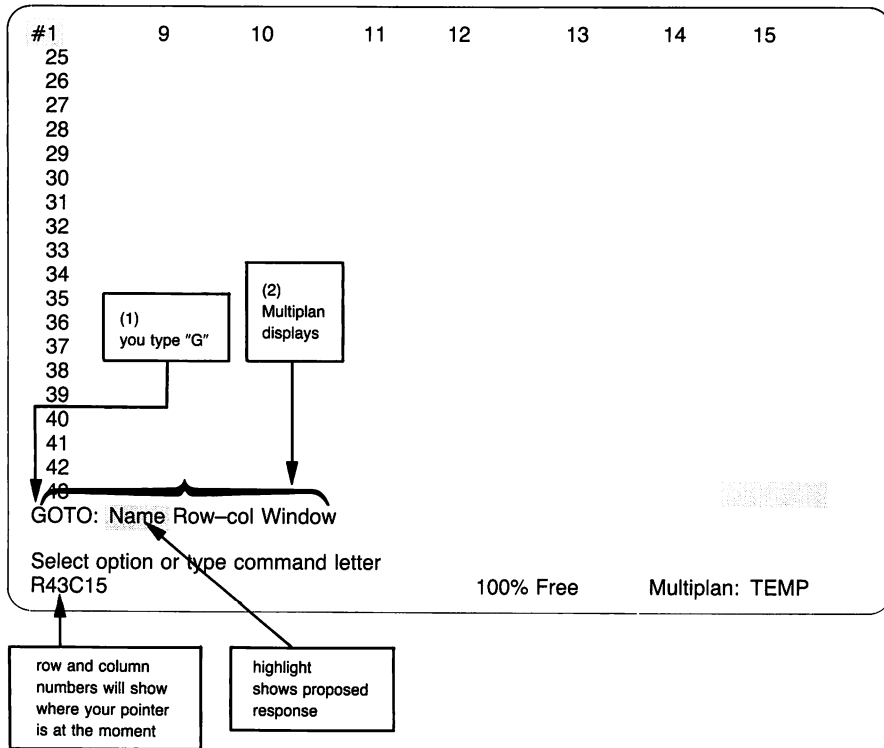 #1 9 10 11 12 13 14 15
25
26
27
28
29
30
31
32
33
34
35
36
37
38
39
40
41
42
43
(1)
you type "G"
(2)
Multiplan
displays
GOTO: Name Row–col Window
Select option or type command letter
R43C15 100% Free Multiplan: TEMP
row and column
numbers will show
where your pointer
is at the moment
highlight
shows proposed
response